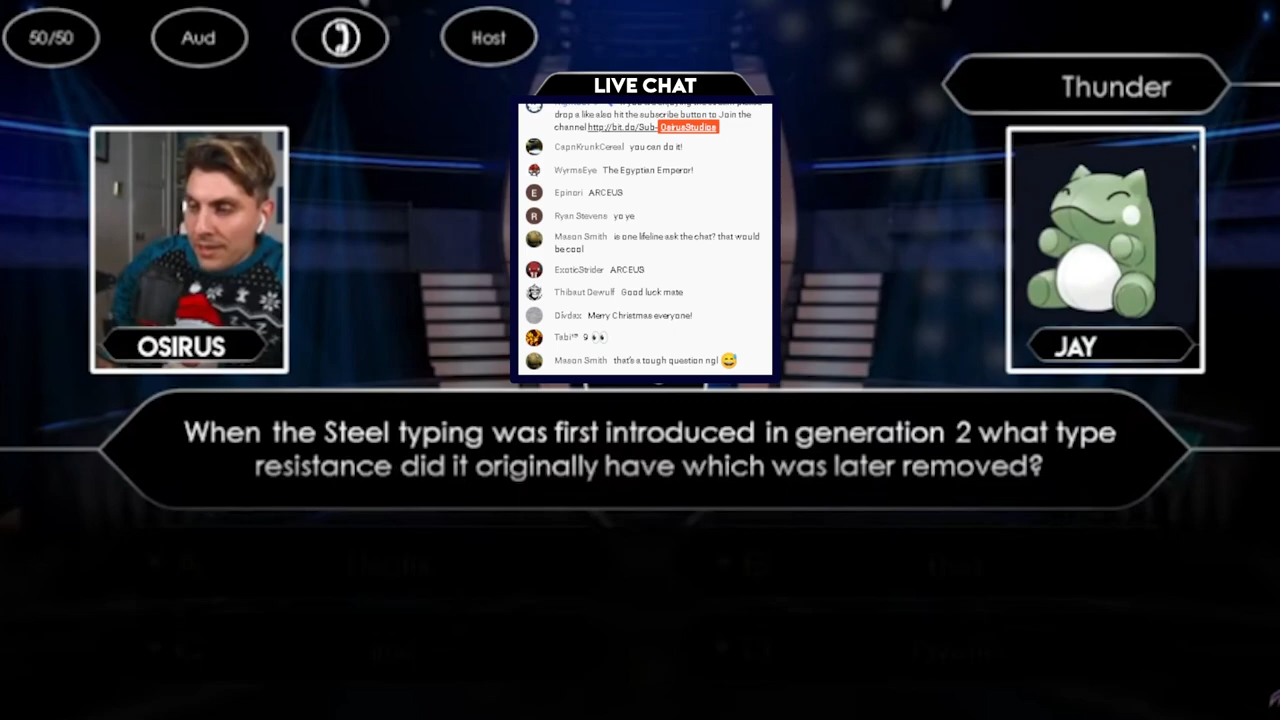 50/50
Aud
Host
Thunder
LIVE CHAT
drop a like also hit the subscribe button to Join the
channel http://bit.do/Sub-OsirusStudios
CapnKrunkCereal you can do it!
WyrmsEye The Egyptian Emperor!
E Epinori ARCEUS
R Ryan Stevens yo ye
Mason Smith is one lifeline ask the chat? that would
be cool
ExoticStrider ARCEUS
Thibaut Dewulf Good luck mate
Divdax Merry Christmas everyone!
Tabi™ 9 👀
Mason Smith that's a tough question ngl 😅
OSIRUS
JAY
When the Steel typing was first introduced in generation 2 what type
resistance did it originally have which was later removed?